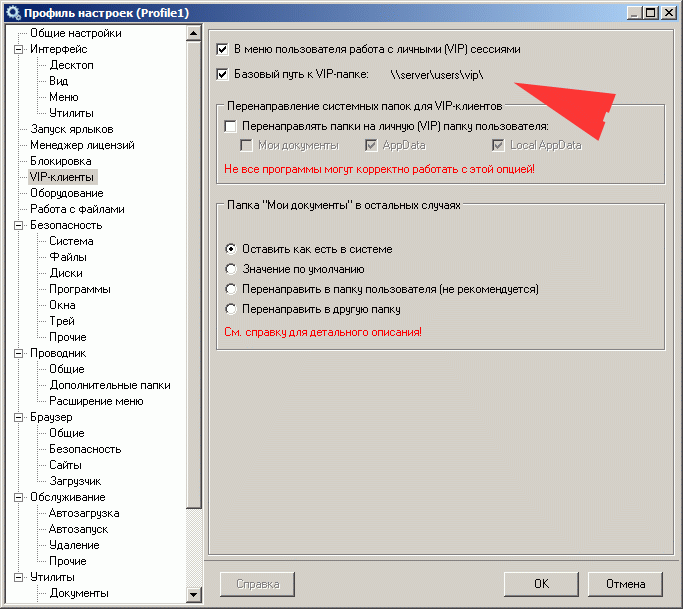 Профиль настроек (Profile1)
Общие настройки
Интерфейс
Десктоп
Вид
Меню
Утилиты
Запуск ярлыков
Менеджер лицензий
Блокировка
VIP-клиенты
Оборудование
Работа с файлами
Безопасность
Система
Файлы
Диски
Программы
Окна
Трей
Прочие
Проводник
Общие
Дополнительные папки
Расширение меню
Браузер
Общие
Безопасность
Сайты
Загрузчик
Обслуживание
Автозагрузка
Автозапуск
Удаление
Прочие
Утилиты
Документы
В меню пользователя работа с личными (VIP) сессиями
Базовый путь к VIP-папке: \\server\users\vip\
Перенаправление системных папок для VIP-клиентов
Перенаправлять папки на личную (VIP) папку пользователя:
Мои документы AppData Local AppData
Не все программы могут корректно работать с этой опцией!
Папка "Мои документы" в остальных случаях
Оставить как есть в системе
Значение по умолчанию
Перенаправить в папку пользователя (не рекомендуется)
Перенаправить в другую папку
См. справку для детального описания!
Справка OK Отмена